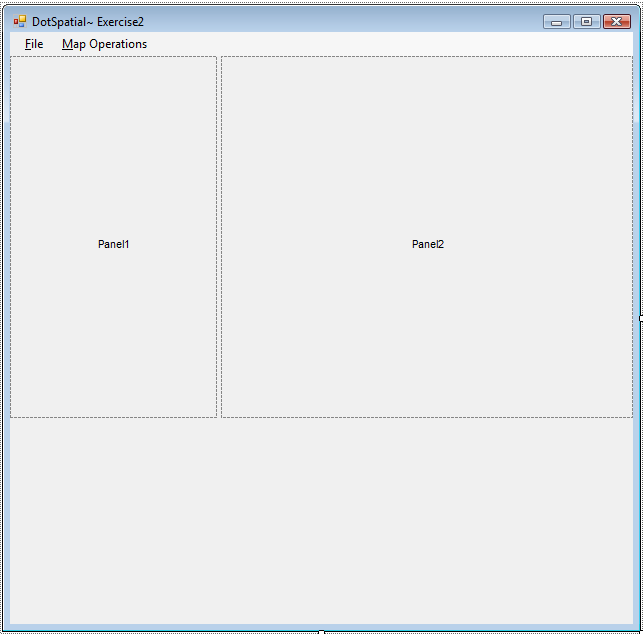 DotSpatial~ Exercise2
File Map Operations
Panel1 Panel2